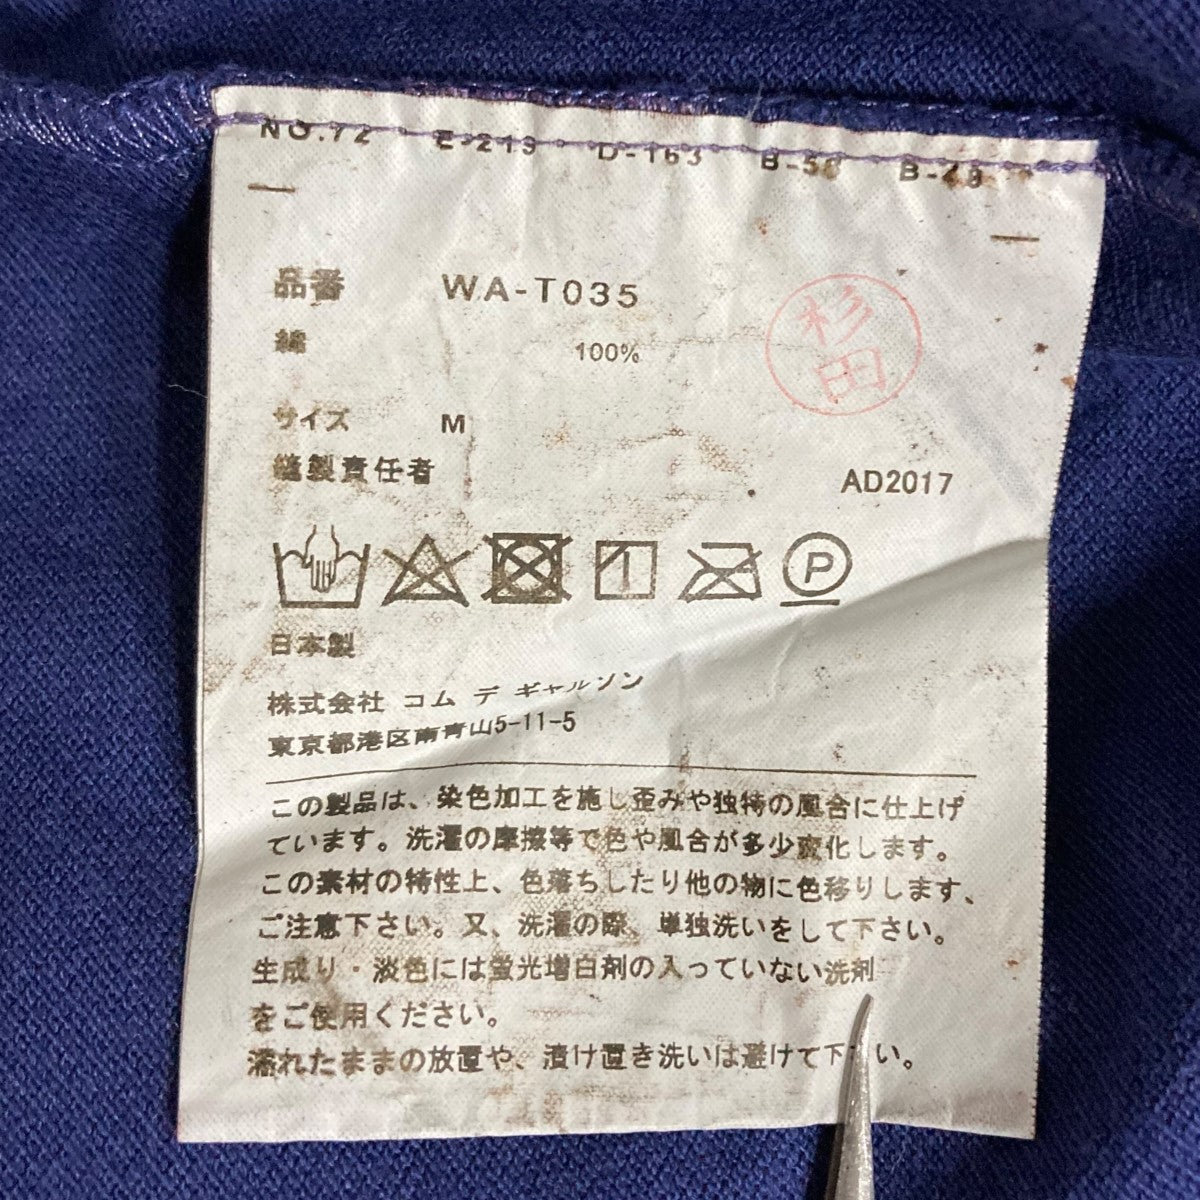 NO.72 E-213 D-163 B-56 B-48
品番 WA-T035
杉田
綿 100%
サイズ M
縫製責任者 AD2017
P
日本製
株式会社 コム デ ギャルソン
東京都港区南青山5-11-5
この製品は、染色加工を施し歪みや独特の風合に仕上げ
ています。洗濯の摩擦等で色や風合が多少変化します。
この素材の特性上、色落ちしたり他の物に色移りします、
ご注意下さい。又、洗濯の際、単独洗いをして下さい。
生成り・淡色には蛍光増白剤の入っていない洗剤
をご使用ください。
濡れたままの放置や、漬け置き洗いは避けて下さい。